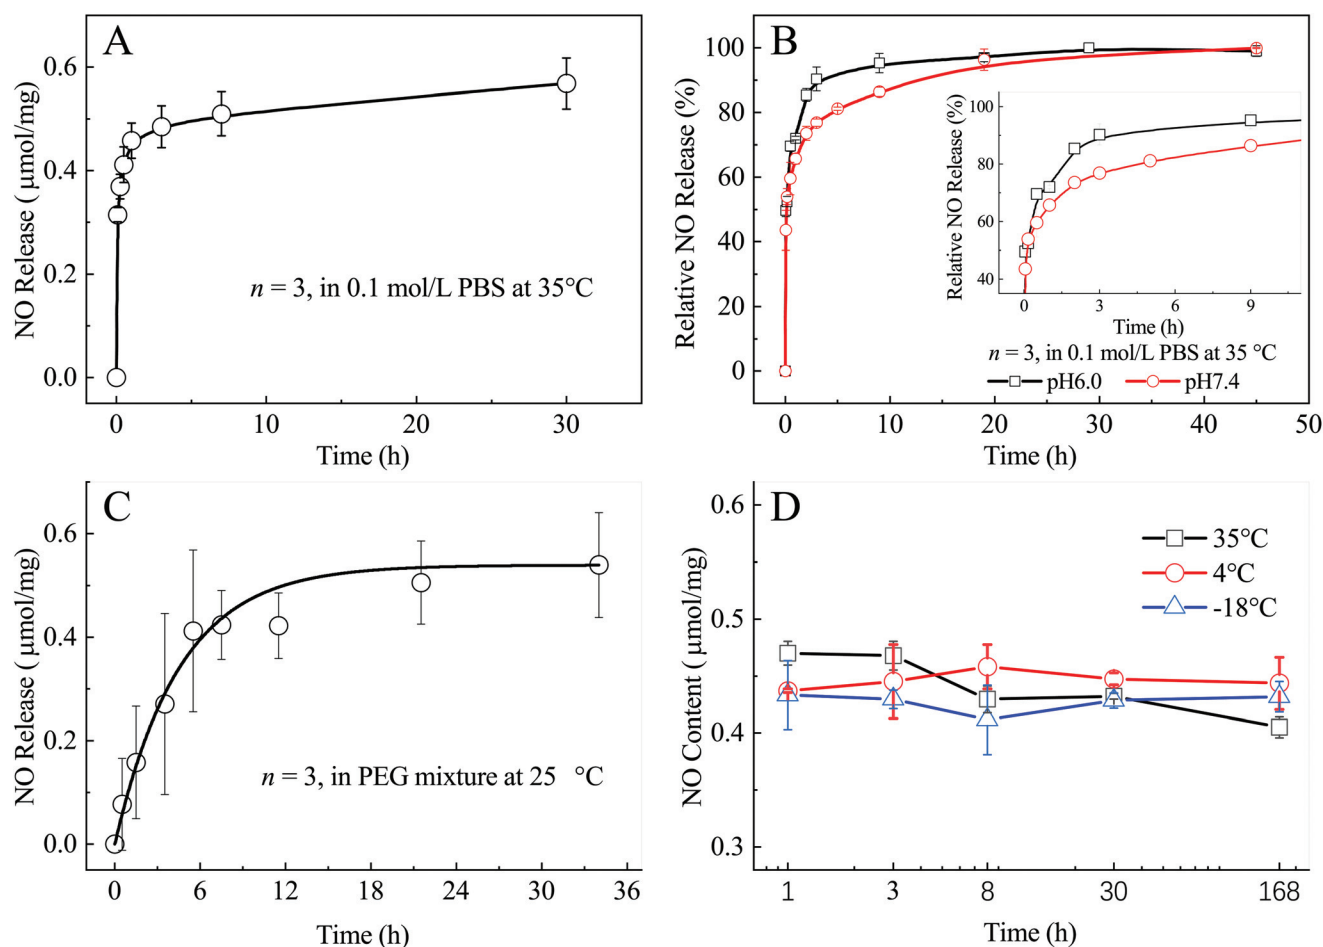 A
NO Release ( μmol/mg)
0.6
0.4
0.2
0.0
n = 3, in 0.1 mol/L PBS at 35°C
0 10 20 30
Time (h)
B
Relative NO Release (%)
100
80
60
40
20
0
Relative NO Release (%)
100
80
60
40
0 3 6 9
Time (h)
n = 3, in 0.1 mol/L PBS at 35 °C
pH6.0 pH7.4
0 10 20 30 40 50
Time (h)
C
NO Release ( μmol/mg)
0.6
0.4
0.2
0.0
n = 3, in PEG mixture at 25 °C
0 6 12 18 24 30 36
Time (h)
D
NO Content ( μmol/mg)
0.6
0.5
0.4
0.3
35°C
4°C
-18°C
1 3 8 30 168
Time (h)